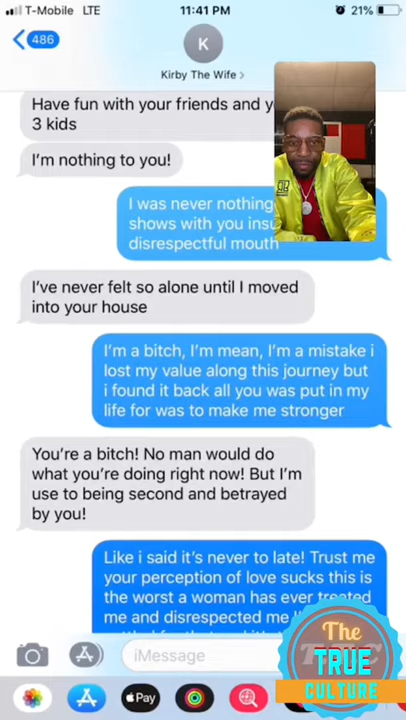 T-Mobile LTE 11:41 PM 21%
486
K
Kirby The Wife >
Have fun with your friends and
3 kids
I'm nothing to you!
I was never nothing
shows with you
disrespectful mouth
I've never felt so alone until I moved
into your house
I'm a bitch, I'm mean, I'm a mistake i
lost my value along this journey but
i found it back all you was put in my
life for was to make me stronger
You're a bitch! No man would do
what you're doing right now! But I'm
use to being second and betrayed
by you!
Like i said it's never to late! Trust me
your perception of love sucks this is
the worst a woman has ever treated
me and disrespected me
iMessage
Pay
The
TRUE
CULTURE